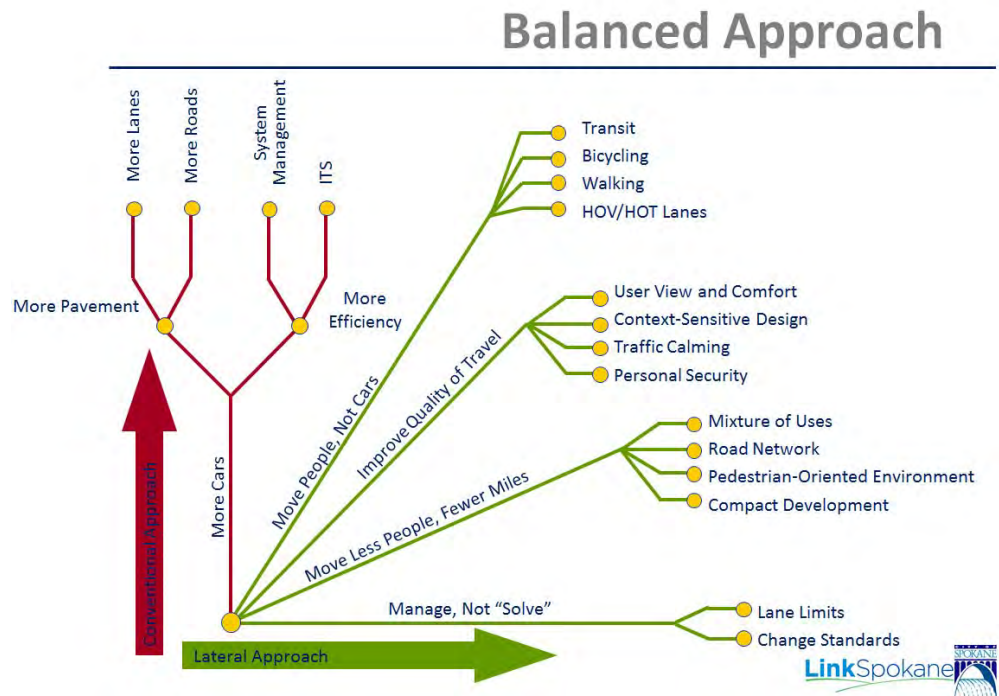 Balanced Approach
More Lanes
More Roads
System
Management
ITS
Transit
Bicycling
Walking
HOV/HOT Lanes
More Pavement
More
Efficiency
User View and Comfort
Context-Sensitive Design
Traffic Calming
Personal Security
Mixture of Uses
Road Network
Pedestrian-Oriented Environment
Compact Development
Conventional Approach
More Cars
Move People, Not Cars
Improve Quality of Travel
Move Less People, Fewer Miles
Manage, Not "Solve"
Lane Limits
Change Standards
Lateral Approach
LinkSpokane
CITY OF
SPOKANE